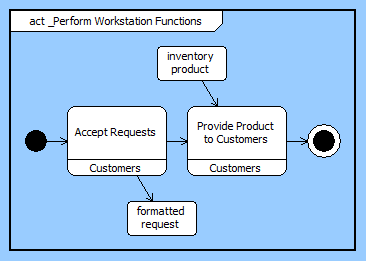 act _Perform Workstation Functions
inventory
product
Accept Requests
Customers
Provide Product
to Customers
Customers
formatted
request